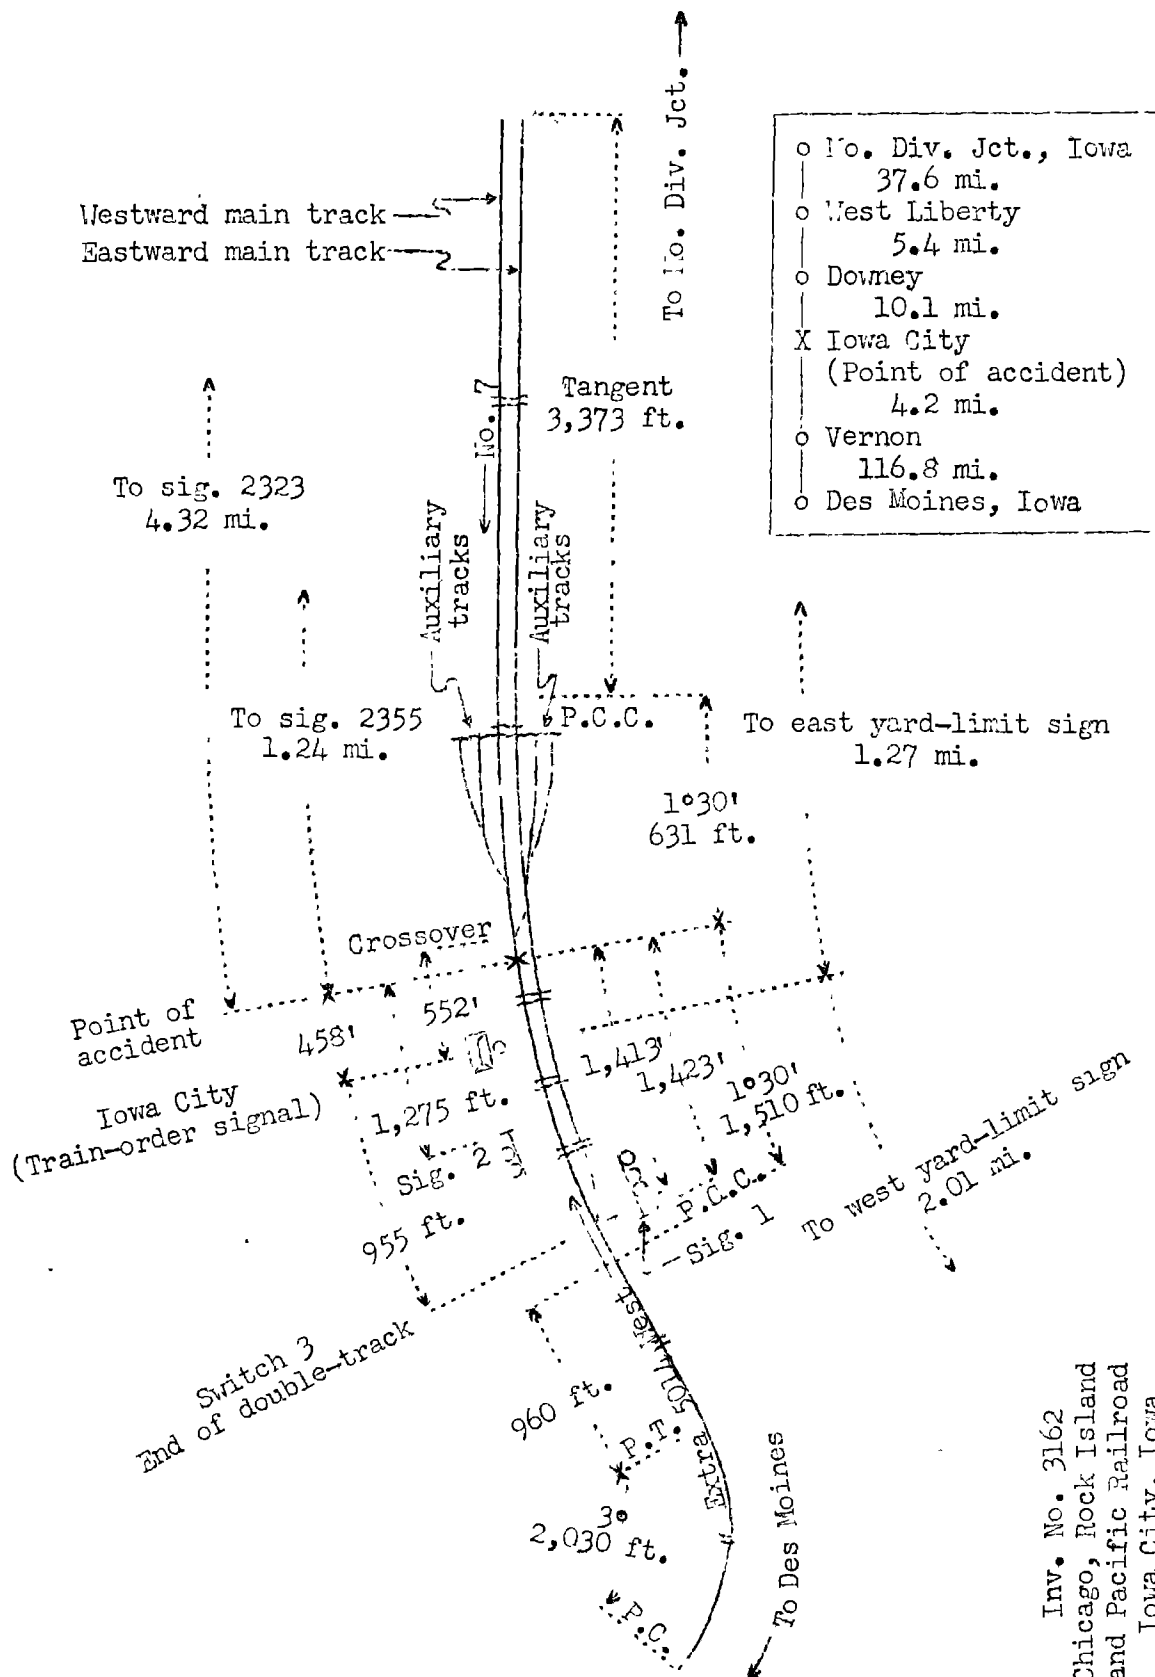 To No. Div. Jct.
No. Div. Jct., Iowa
37.6 mi.
West Liberty
5.4 mi.
Downey
10.1 mi.
X Iowa City
(Point of accident)
4.2 mi.
Vernon
116.8 mi.
Des Moines, Iowa
Westward main track
Eastward main track
No. 7
Tangent
3,373 ft.
To sig. 2323
4.32 mi.
Auxiliary
tracks
Auxiliary
tracks
To sig. 2355
1.24 mi.
P.C.C.
To east yard-limit sign
1.27 mi.
1°30'
631 ft.
Crossover
Point of
accident
458'
552'
Iowa City
(Train-order signal)
1,275 ft.
1,413'
1,423'
1°30'
1,510 ft.
Sig. 2
955 ft.
P.C.C.
Sig. 1
To west yard-limit sign
2.01 mi.
Switch 3
End of double-track
960 ft.
P.T.
Extra 5014 West
3°
2,030 ft.
P.C.
To Des Moines
Inv. No. 3162
Chicago, Rock Island
and Pacific Railroad
Iowa City, Iowa